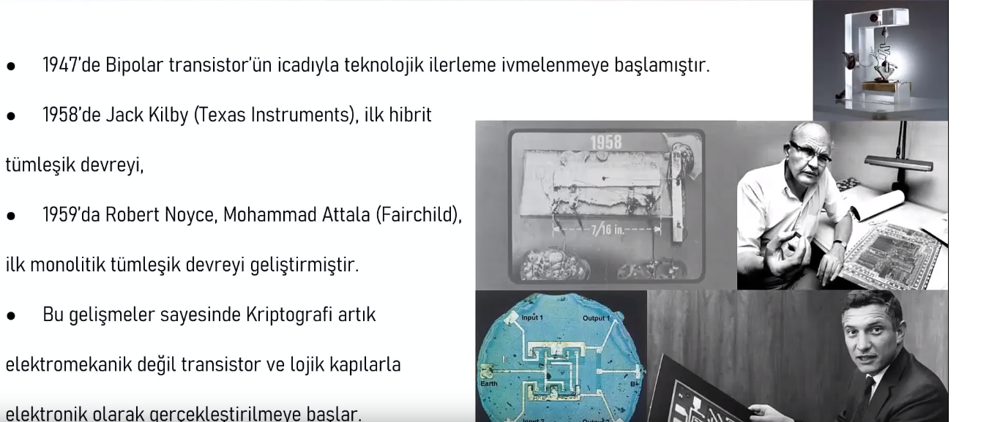 ● 1947’de Bipolar transistor’ün icadıyla teknolojik ilerleme ivmelenmeye başlamıştır.
● 1958’de Jack Kilby (Texas Instruments), ilk hibrit
tümleşik devreyi,
● 1959’da Robert Noyce, Mohammad Attala (Fairchild),
ilk monolitik tümleşik devreyi geliştirmiştir.
● Bu gelişmeler sayesinde Kriptografi artık
elektromekanik değil transistor ve lojik kapılarla
elektronik olarak gerçekleştirilmeye başlar.
1958
7/16 in.
Input 1 Output 1
Earth B+
Input 2 Output 2